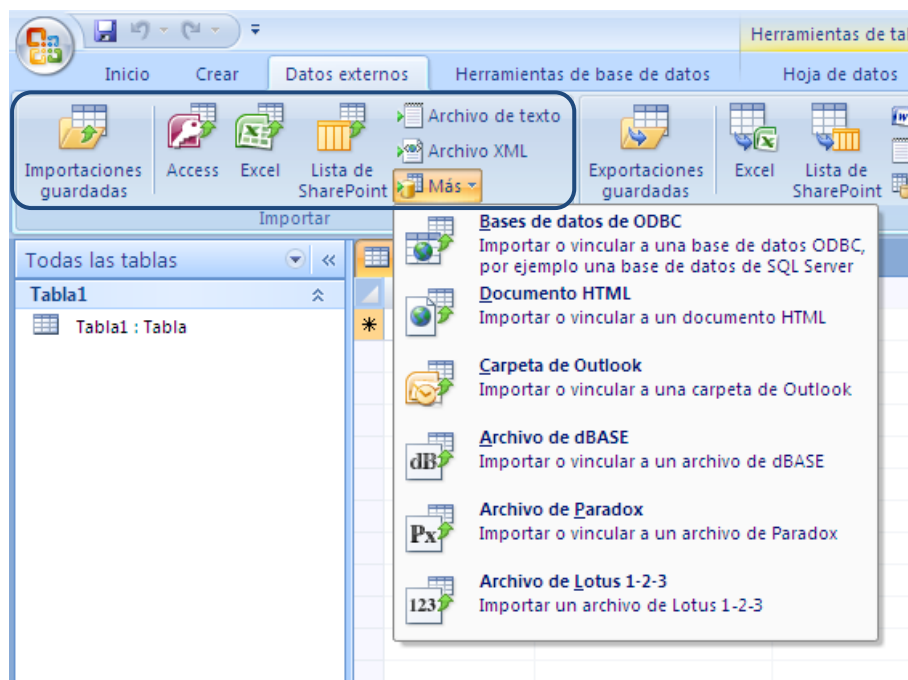 Herramientas de tal
Inicio
Crear
Datos externos
Herramientas de base de datos
Hoja de datos
Importaciones
guardadas
Access
Excel
Lista de
SharePoint
Archivo de texto
Archivo XML
Más
Importar
Exportaciones
guardadas
Excel
Lista de
SharePoint
Todas las tablas
Tabla1
Tabla1 : Tabla
Bases de datos de ODBC
Importar o vincular a una base de datos ODBC,
por ejemplo una base de datos de SQL Server
Documento HTML
Importar o vincular a un documento HTML
Carpeta de Outlook
Importar o vincular a una carpeta de Outlook
dB
Archivo de dBASE
Importar o vincular a un archivo de dBASE
Px
Archivo de Paradox
Importar o vincular a un archivo de Paradox
123
Archivo de Lotus 1-2-3
Importar un archivo de Lotus 1-2-3